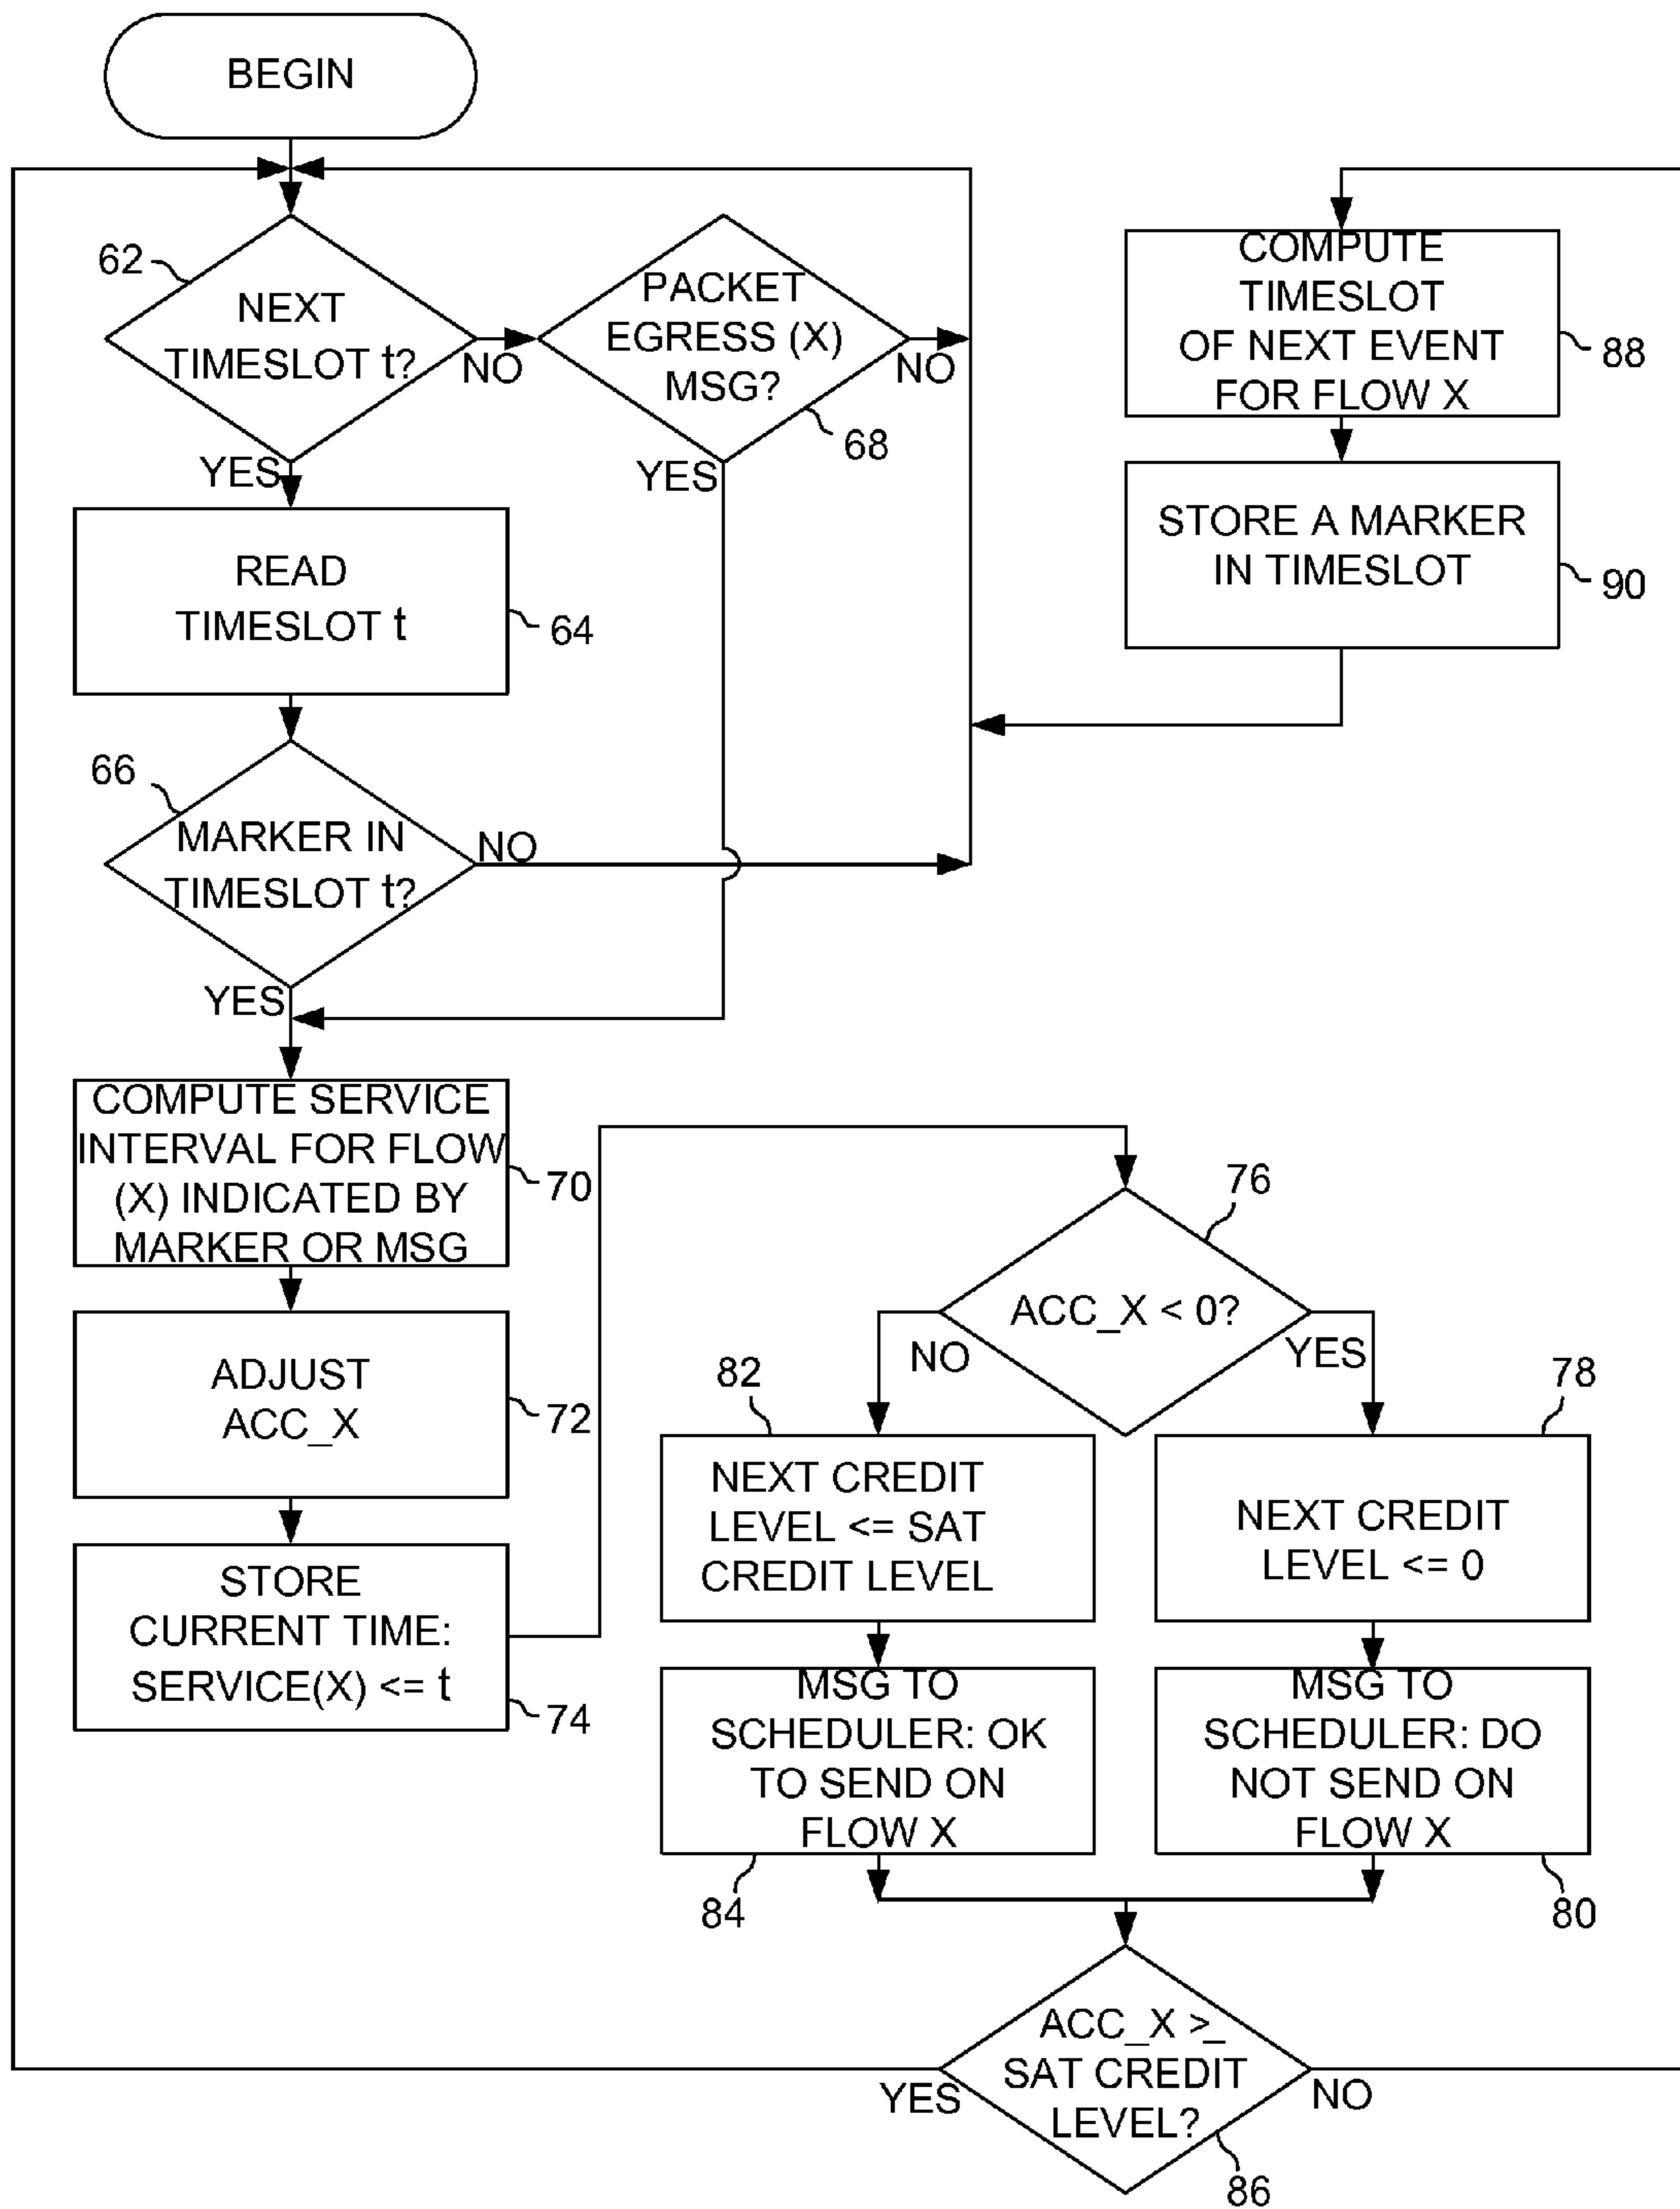 BEGIN
62
NEXT
TIMESLOT t?
NO
YES
PACKET
EGRESS (X)
MSG?
NO
68
YES
READ
TIMESLOT t
64
66
MARKER IN
TIMESLOT t?
NO
YES
COMPUTE
TIMESLOT
OF NEXT EVENT
FOR FLOW X
88
STORE A MARKER
IN TIMESLOT
90
COMPUTE SERVICE
INTERVAL FOR FLOW
(X) INDICATED BY
MARKER OR MSG
70
ADJUST
ACC_X
72
STORE
CURRENT TIME:
SERVICE(X) <= t
74
76
ACC_X < 0?
NO
YES
82
NEXT CREDIT
LEVEL <= SAT
CREDIT LEVEL
78
NEXT CREDIT
LEVEL <= 0
MSG TO
SCHEDULER: OK
TO SEND ON
FLOW X
84
MSG TO
SCHEDULER: DO
NOT SEND ON
FLOW X
80
ACC_X >_
SAT CREDIT
LEVEL?
YES
NO
86